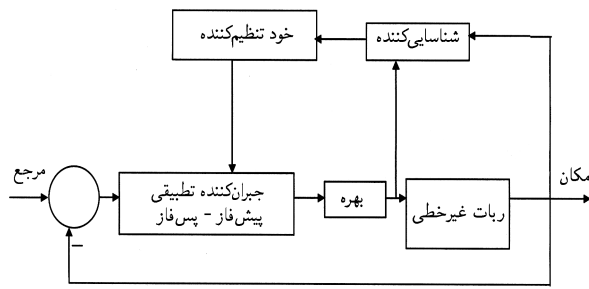 خود تنظیم‌کننده
شناسایی‌کننده
مرجع
جبران‌کننده تطبیقی
پیش‌فاز - پس‌فاز
بهره
ربات غیرخطی
مکان
–